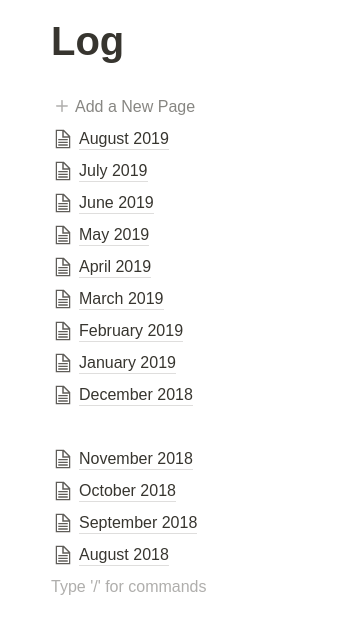 Log
Add a New Page
August 2019
July 2019
June 2019
May 2019
April 2019
March 2019
February 2019
January 2019
December 2018
November 2018
October 2018
September 2018
August 2018
Type '/' for commands